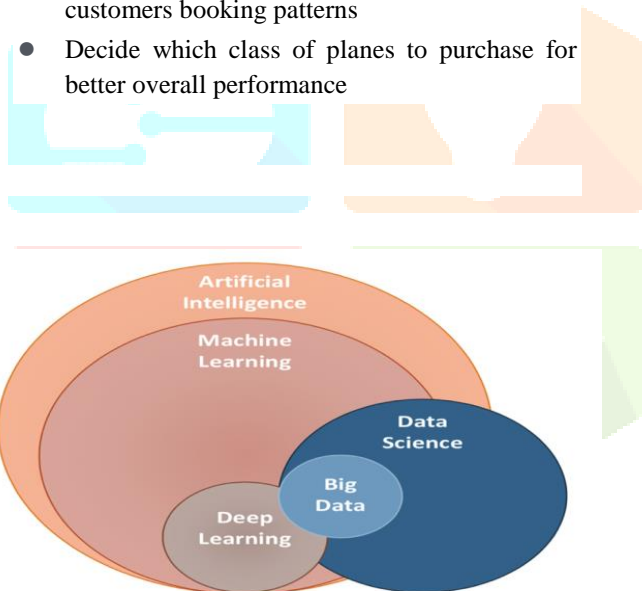 customers booking patterns
● Decide which class of planes to purchase for
better overall performance
Artificial
Intelligence
Machine
Learning
Data
Science
Big
Data
Deep
Learning